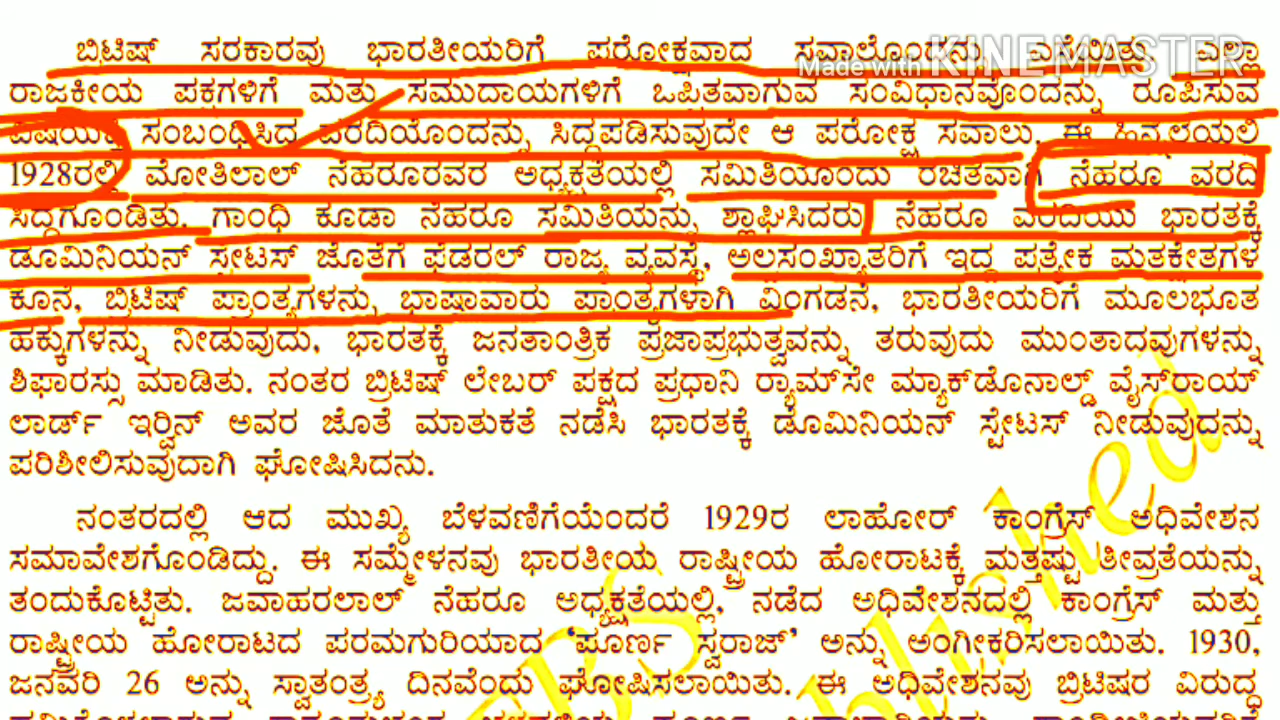 ಬ್ರಿಟಿಷ್ ಸರಕಾರವು ಭಾರತೀಯರಿಗೆ ಪರೋಕ್ಷವಾದ ಎಲ್ಲಾ
Made with KINEMASTER
ರಾಜಕೀಯ ಪಕ್ಷಗಳಿಗೆ ಮತ್ತು ಸಮುದಾಯಗಳಿಗೆ ಒಪ್ಪಿತವಾಗುವ ಸಂವಿಧಾನವೊಂದನ್ನು ರೂಪಿಸುವ
ಸಂಬಂಧಿಸಿದ ವರದಿಯೊಂದನ್ನು ಸಿದ್ಧಪಡಿಸುವುದೇ ಆ ಪರೋಕ್ಷ ಸವಾಲು. ಈ ಹಿನ್ನಲೆಯಲ್ಲಿ
1928ರಲ್ಲಿ ಮೋತಿಲಾಲ್ ನೆಹರೂರವರ ಅಧ್ಯಕ್ಷತೆಯಲ್ಲಿ ಸಮಿತಿಯೊಂದು ರಚಿತವಾಗಿ ನೆಹರೂ ವರದಿ
ಸಿದ್ಧಗೊಂಡಿತು. ಗಾಂಧಿ ಕೂಡಾ ನೆಹರೂ ಸಮಿತಿಯನ್ನು ಶ್ಲಾಘಿಸಿದರು. ನೆಹರೂ ವರದಿಯು ಭಾರತಕ್ಕೆ
ಡೊಮಿನಿಯನ್ ಸ್ಟೇಟಸ್ ಜೊತೆಗೆ ಫೆಡರಲ್ ರಾಜ್ಯ ವ್ಯವಸ್ಥೆ, ಅಲ್ಪಸಂಖ್ಯಾತರಿಗೆ ಇದ್ದ ಪ್ರತ್ಯೇಕ ಮತಕ್ಷೇತ್ರಗಳ
ಕೊನೆ, ಬ್ರಿಟಿಷ್ ಪ್ರಾಂತ್ಯಗಳನ್ನು ಭಾಷಾವಾರು ಪ್ರಾಂತ್ಯಗಳಾಗಿ ವಿಂಗಡನೆ, ಭಾರತೀಯರಿಗೆ ಮೂಲಭೂತ
ಹಕ್ಕುಗಳನ್ನು ನೀಡುವುದು, ಭಾರತಕ್ಕೆ ಜನತಾಂತ್ರಿಕ ಪ್ರಜಾಪ್ರಭುತ್ವವನ್ನು ತರುವುದು ಮುಂತಾದವುಗಳನ್ನು
ಶಿಫಾರಸ್ಸು ಮಾಡಿತು. ನಂತರ ಬ್ರಿಟಿಷ್ ಲೇಬರ್ ಪಕ್ಷದ ಪ್ರಧಾನಿ ರ‍್ಯಾಮ್‌ಸೇ ಮ್ಯಾಕ್‌ಡೊನಾಲ್ಡ್ ವೈಸ್‌ರಾಯ್
ಲಾರ್ಡ್ ಇರ‍್ವಿನ್ ಅವರ ಜೊತೆ ಮಾತುಕತೆ ನಡೆಸಿ ಭಾರತಕ್ಕೆ ಡೊಮಿನಿಯನ್ ಸ್ಟೇಟಸ್ ನೀಡುವುದನ್ನು
ಪರಿಶೀಲಿಸುವುದಾಗಿ ಘೋಷಿಸಿದನು.
ನಂತರದಲ್ಲಿ ಆದ ಮುಖ್ಯ ಬೆಳವಣಿಗೆಯೆಂದರೆ 1929ರ ಲಾಹೋರ್ ಕಾಂಗ್ರೆಸ್ ಅಧಿವೇಶನ
ಸಮಾವೇಶಗೊಂಡಿದ್ದು. ಈ ಸಮ್ಮೇಳನವು ಭಾರತೀಯ ರಾಷ್ಟ್ರೀಯ ಹೋರಾಟಕ್ಕೆ ಮತ್ತಷ್ಟು ತೀವ್ರತೆಯನ್ನು
ತಂದುಕೊಟ್ಟಿತು. ಜವಾಹರಲಾಲ್ ನೆಹರೂ ಅಧ್ಯಕ್ಷತೆಯಲ್ಲಿ, ನಡೆದ ಅಧಿವೇಶನದಲ್ಲಿ ಕಾಂಗ್ರೆಸ್ ಮತ್ತು
ರಾಷ್ಟ್ರೀಯ ಹೋರಾಟದ ಪರಮಗುರಿಯಾದ ‘ಪೂರ್ಣ ಸ್ವರಾಜ್’ ಅನ್ನು ಅಂಗೀಕರಿಸಲಾಯಿತು. 1930,
ಜನವರಿ 26 ಅನ್ನು ಸ್ವಾತಂತ್ರ್ಯ ದಿನವೆಂದು ಘೋಷಿಸಲಾಯಿತು. ಈ ಅಧಿವೇಶನವು ಬ್ರಿಟಿಷರ ವಿರುದ್ಧ